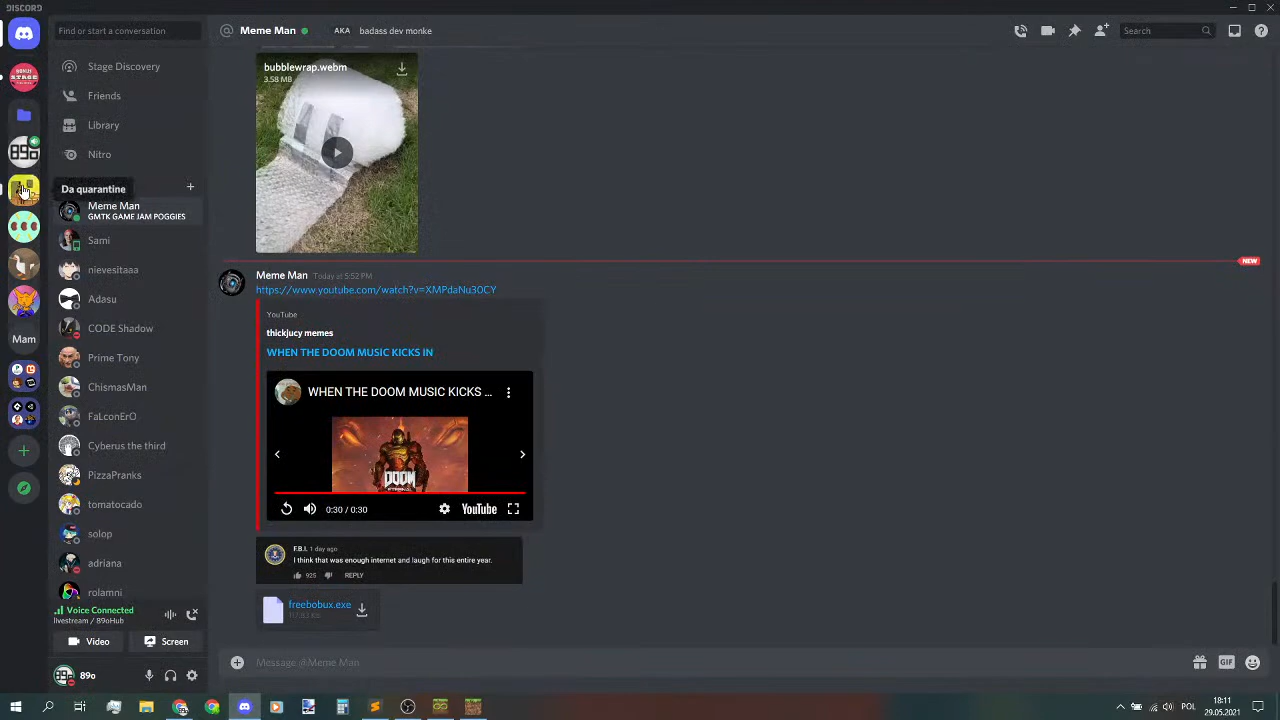 DISCORD
Find or start a conversation
Meme Man
AKA
badass dev monke
Search
Stage Discovery
Friends
Library
Nitro
Da quarantine
Meme Man
GMTK GAME JAM POGGIES
Sami
nievesitaaa
Adasu
CODE Shadow
Prime Tony
ChismasMan
FaLconErO
Cyberus the third
PizzaPranks
tomatocado
solop
adriana
rolamni
Mam
89o
Voice Connected
livestream / 89oHub
Video
Screen
89o
bubblewrap.webm
3.58 MB
NEW
Meme Man Today at 5:52 PM
https://www.youtube.com/watch?v=XMPdaNu30CY
YouTube
thickjucy memes
WHEN THE DOOM MUSIC KICKS IN
WHEN THE DOOM MUSIC KICKS ...
DOOM
ETERNAL
0:30 / 0:30
YouTube
F.B.I. 1 day ago
I think that was enough internet and laugh for this entire year.
925
REPLY
freebobux.exe
Message @Meme Man
GIF
POL
18:11
29.05.2021